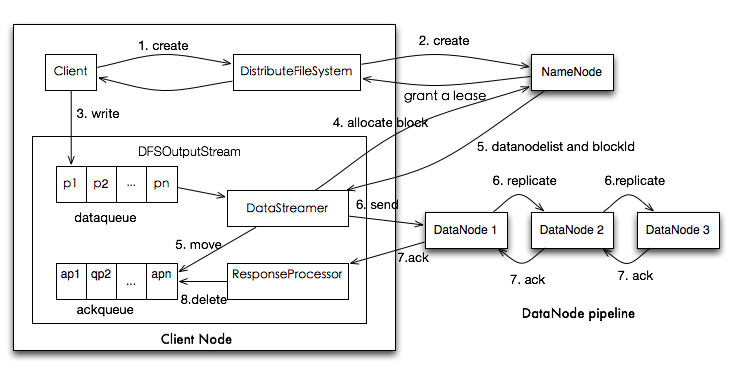 1. create
2. create
Client
DistributeFileSystem
NameNode
grant a lease
3. write
4. allocate block
DFSOutputStream
5. datanodelist and blockId
p1 p2 ... pn
6. replicate
6.replicate
dataqueue
DataStreamer
6. send
DataNode 1
DataNode 2
DataNode 3
5. move
7.ack
ap1 qp2 ... apn
ResponseProcessor
7. ack
7. ack
8.delete
ackqueue
DataNode pipeline
Client Node